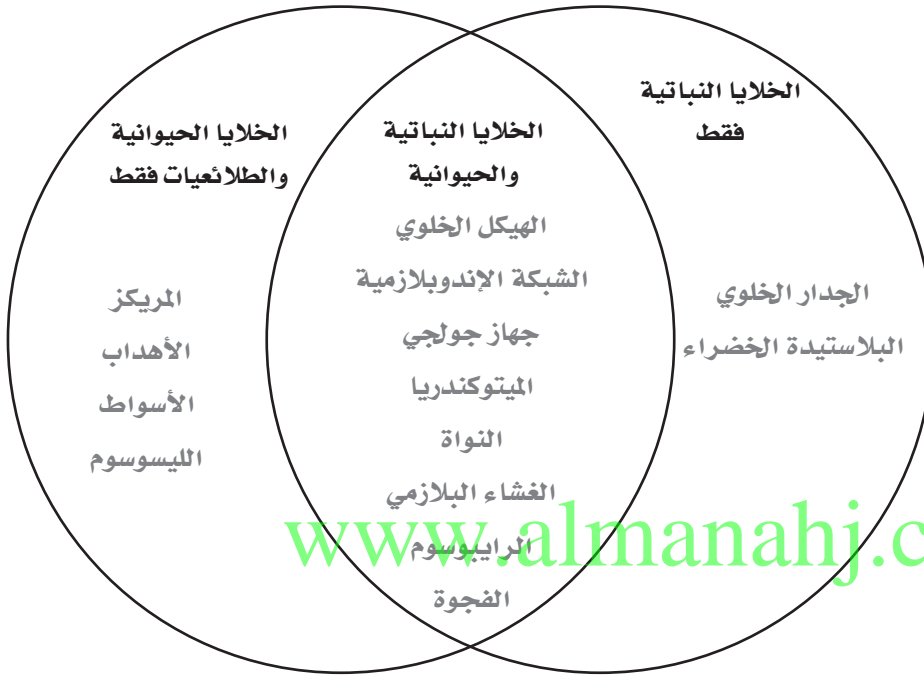 الخلايا النباتية
فقط
الجدار الخلوي
البلاستيدة الخضراء
الخلايا النباتية
والحيوانية
الهيكل الخلوي
الشبكة الإندوبلازمية
جهاز جولجي
الميتوكندريا
النواة
الغشاء البلازمي
الرايبوسوم
الفجوة
الخلايا الحيوانية
والطلائعيات فقط
المريكز
الأهداب
الأسواط
الليسوسوم
www.almanahj.c